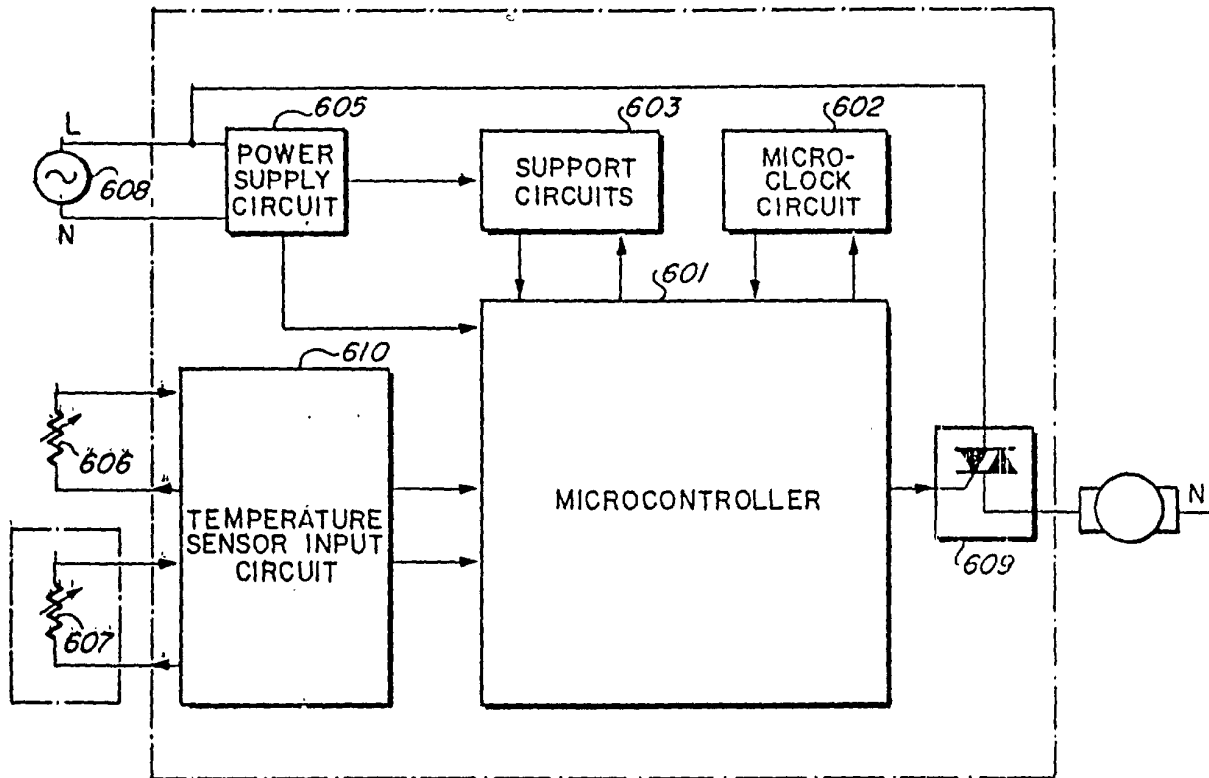 605
603
602
L
POWER
SUPPLY
CIRCUIT
SUPPORT
CIRCUITS
MICRO-
CLOCK
CIRCUIT
608
N
601
610
606
MICROCONTROLLER
N
TEMPERATURE
SENSOR INPUT
CIRCUIT
609
607